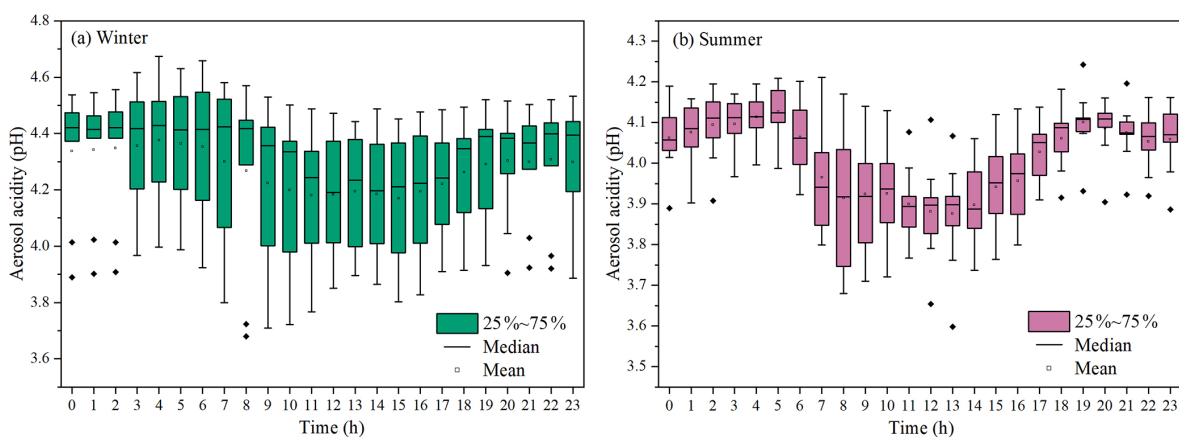 (a) Winter
Aerosol acidity (pH)
4.8
4.6
4.4
4.2
4.0
3.8
3.6
25%~75%
Median
Mean
0 1 2 3 4 5 6 7 8 9 10 11 12 13 14 15 16 17 18 19 20 21 22 23
Time (h)
(b) Summer
Aerosol acidity (pH)
4.3
4.2
4.1
4.0
3.9
3.8
3.7
3.6
3.5
25%~75%
Median
Mean
0 1 2 3 4 5 6 7 8 9 10 11 12 13 14 15 16 17 18 19 20 21 22 23
Time (h)